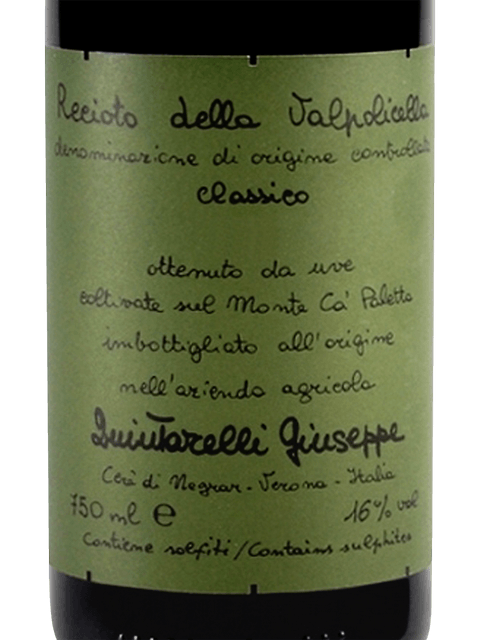 Recioto della Valpolicella
denominazione di origine controllata
classico
ottenuto da uve
coltivate sul Monte Ca' Paletta
imbottigliato all'origine
nell'azienda agricola
Quintarelli Giuseppe
Cerè di Negrar - Verona - Italia
750 ml e 16% vol
Contiene solfiti / Contains sulphites